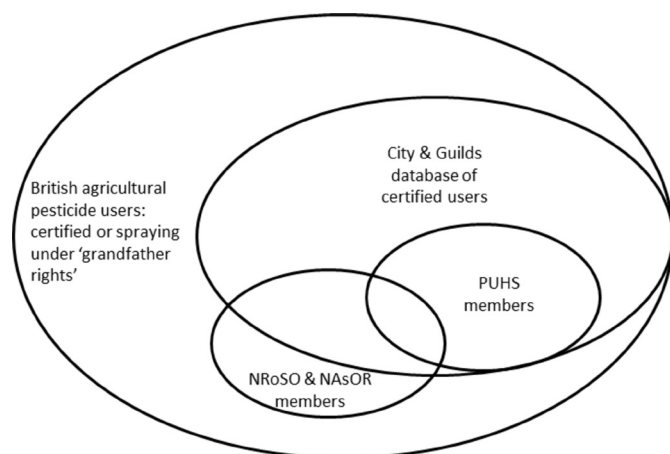 British agricultural
pesticide users:
certified or spraying
under ‘grandfather
rights’
City & Guilds
database of
certified users
PUHS
members
NRoSO & NAsOR
members